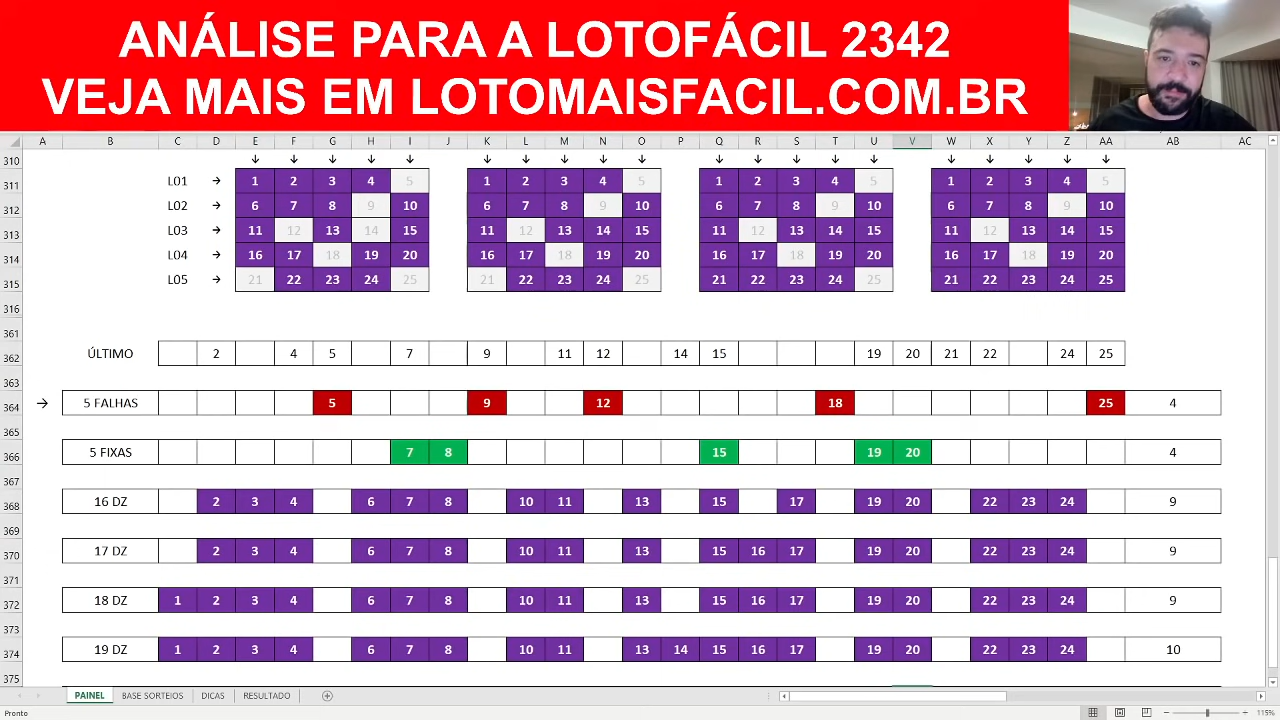 ANÁLISE PARA A LOTOFÁCIL 2342
VEJA MAIS EM LOTOMAISFACIL.COM.BR
A B C D E F G H I J K L M N O P Q R S T U V W X Y Z AA AB AC
310 ↓ ↓ ↓ ↓ ↓ ↓ ↓ ↓ ↓ ↓ ↓ ↓ ↓ ↓ ↓ ↓ ↓ ↓ ↓ ↓
311 L01 → 1 2 3 4 5 1 2 3 4 5 1 2 3 4 5 1 2 3 4 5
312 L02 → 6 7 8 9 10 6 7 8 9 10 6 7 8 9 10 6 7 8 9 10
313 L03 → 11 12 13 14 15 11 12 13 14 15 11 12 13 14 15 11 12 13 14 15
314 L04 → 16 17 18 19 20 16 17 18 19 20 16 17 18 19 20 16 17 18 19 20
315 L05 → 21 22 23 24 25 21 22 23 24 25 21 22 23 24 25 21 22 23 24 25
316
361
362 ÚLTIMO 2 4 5 7 9 11 12 14 15 19 20 21 22 24 25
363
364 → 5 FALHAS 5 9 12 18 25 4
365
366 5 FIXAS 7 8 15 19 20 4
367
368 16 DZ 2 3 4 6 7 8 10 11 13 15 17 19 20 22 23 24 9
369
370 17 DZ 2 3 4 6 7 8 10 11 13 15 16 17 19 20 22 23 24 9
371
372 18 DZ 1 2 3 4 6 7 8 10 11 13 15 16 17 19 20 22 23 24 9
373
374 19 DZ 1 2 3 4 6 7 8 10 11 13 14 15 16 17 19 20 22 23 24 10
375
PAINEL BASE SORTEIOS DICAS RESULTADO
Pronto 115%